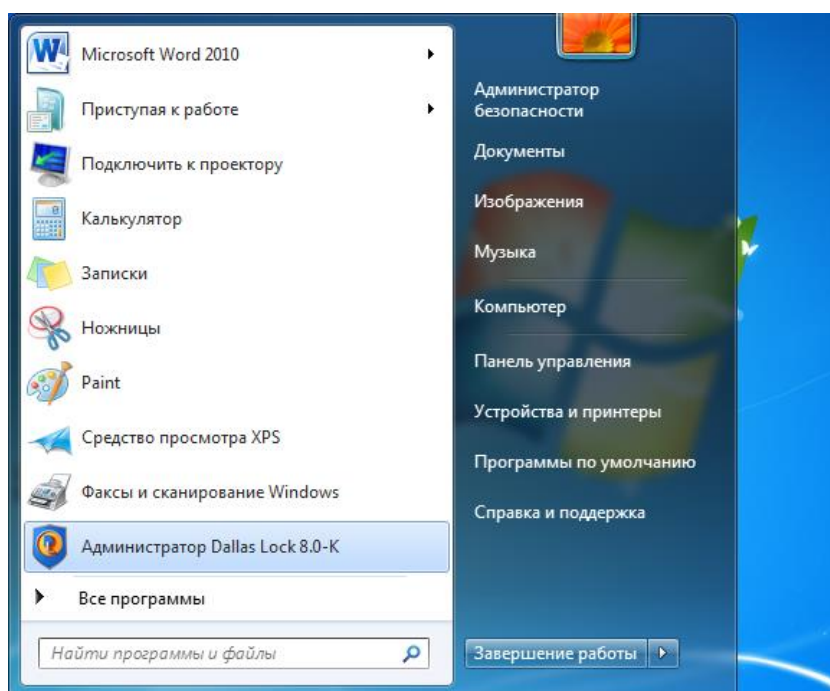 Microsoft Word 2010
Приступая к работе
Подключить к проектору
Калькулятор
Записки
Ножницы
Paint
Средство просмотра XPS
Факсы и сканирование Windows
Администратор Dallas Lock 8.0-K
Все программы
Найти программы и файлы
Администратор
безопасности
Документы
Изображения
Музыка
Компьютер
Панель управления
Устройства и принтеры
Программы по умолчанию
Справка и поддержка
Завершение работы